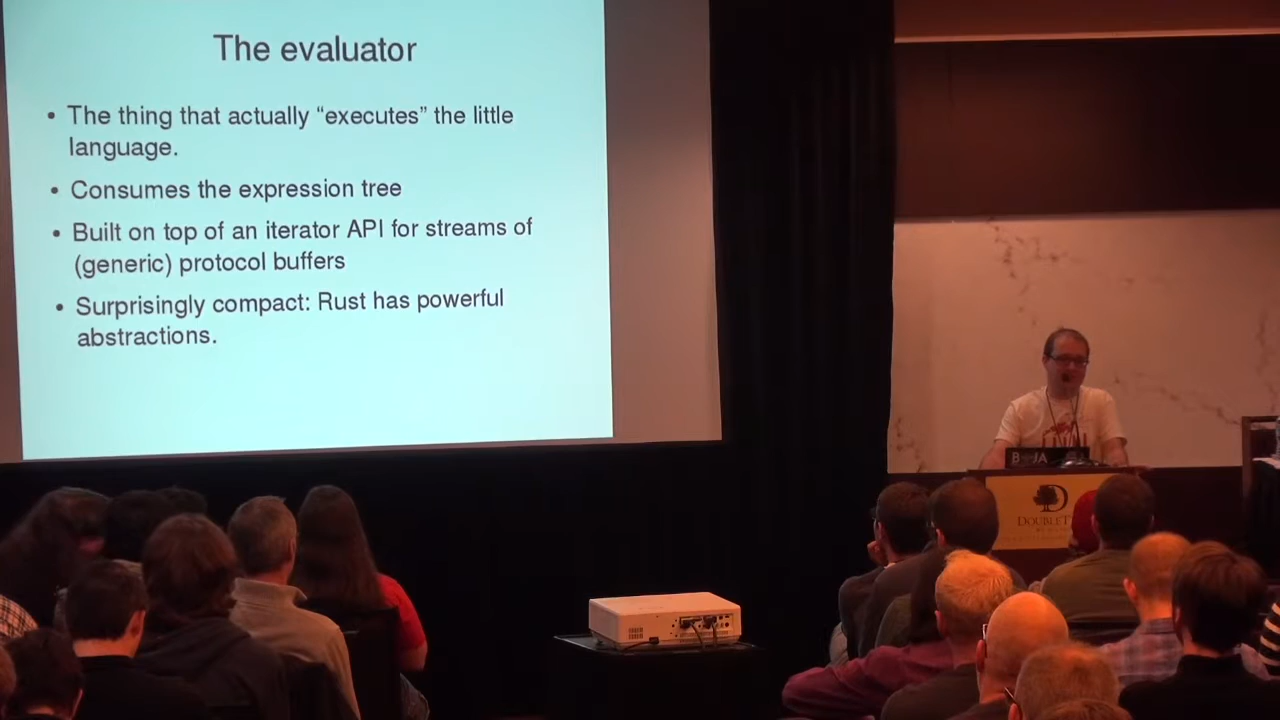 The evaluator
• The thing that actually “executes” the little
language.
• Consumes the expression tree
• Built on top of an iterator API for streams of
(generic) protocol buffers
• Surprisingly compact: Rust has powerful
abstractions.
D